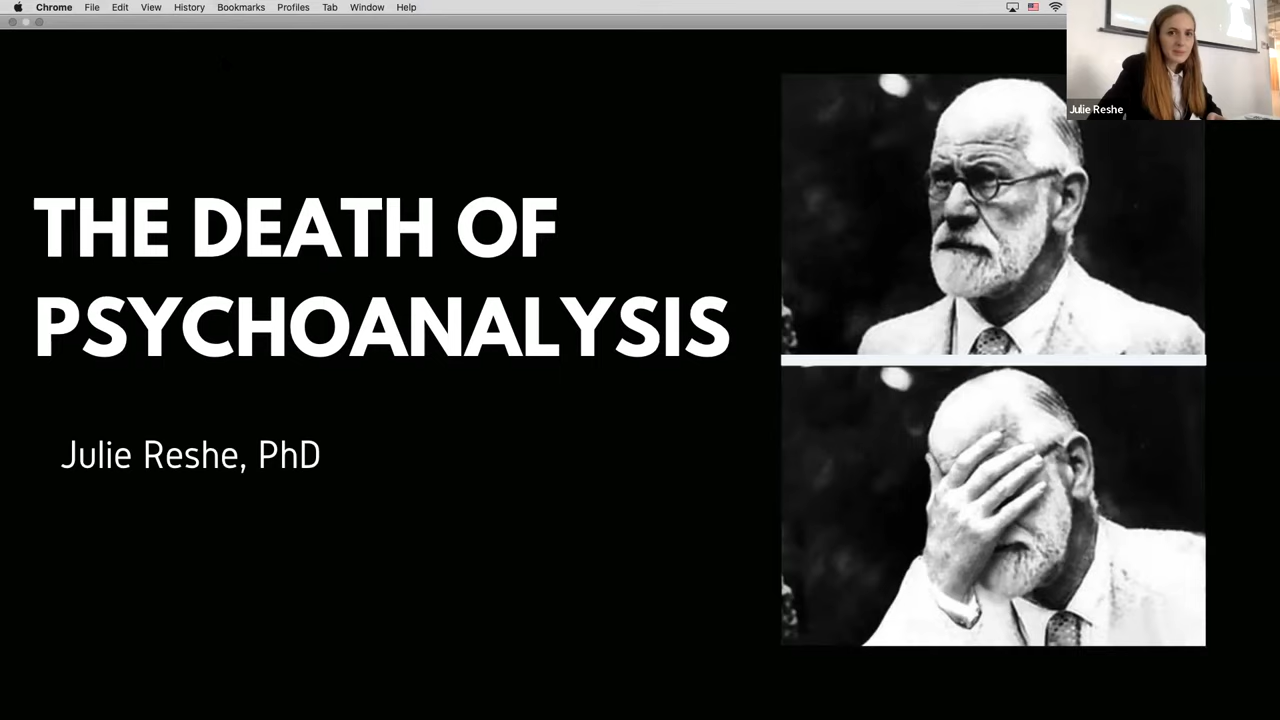 Chrome File Edit View History Bookmarks Profiles Tab Window Help
Julie Reshe
THE DEATH OF
PSYCHOANALYSIS
Julie Reshe, PhD